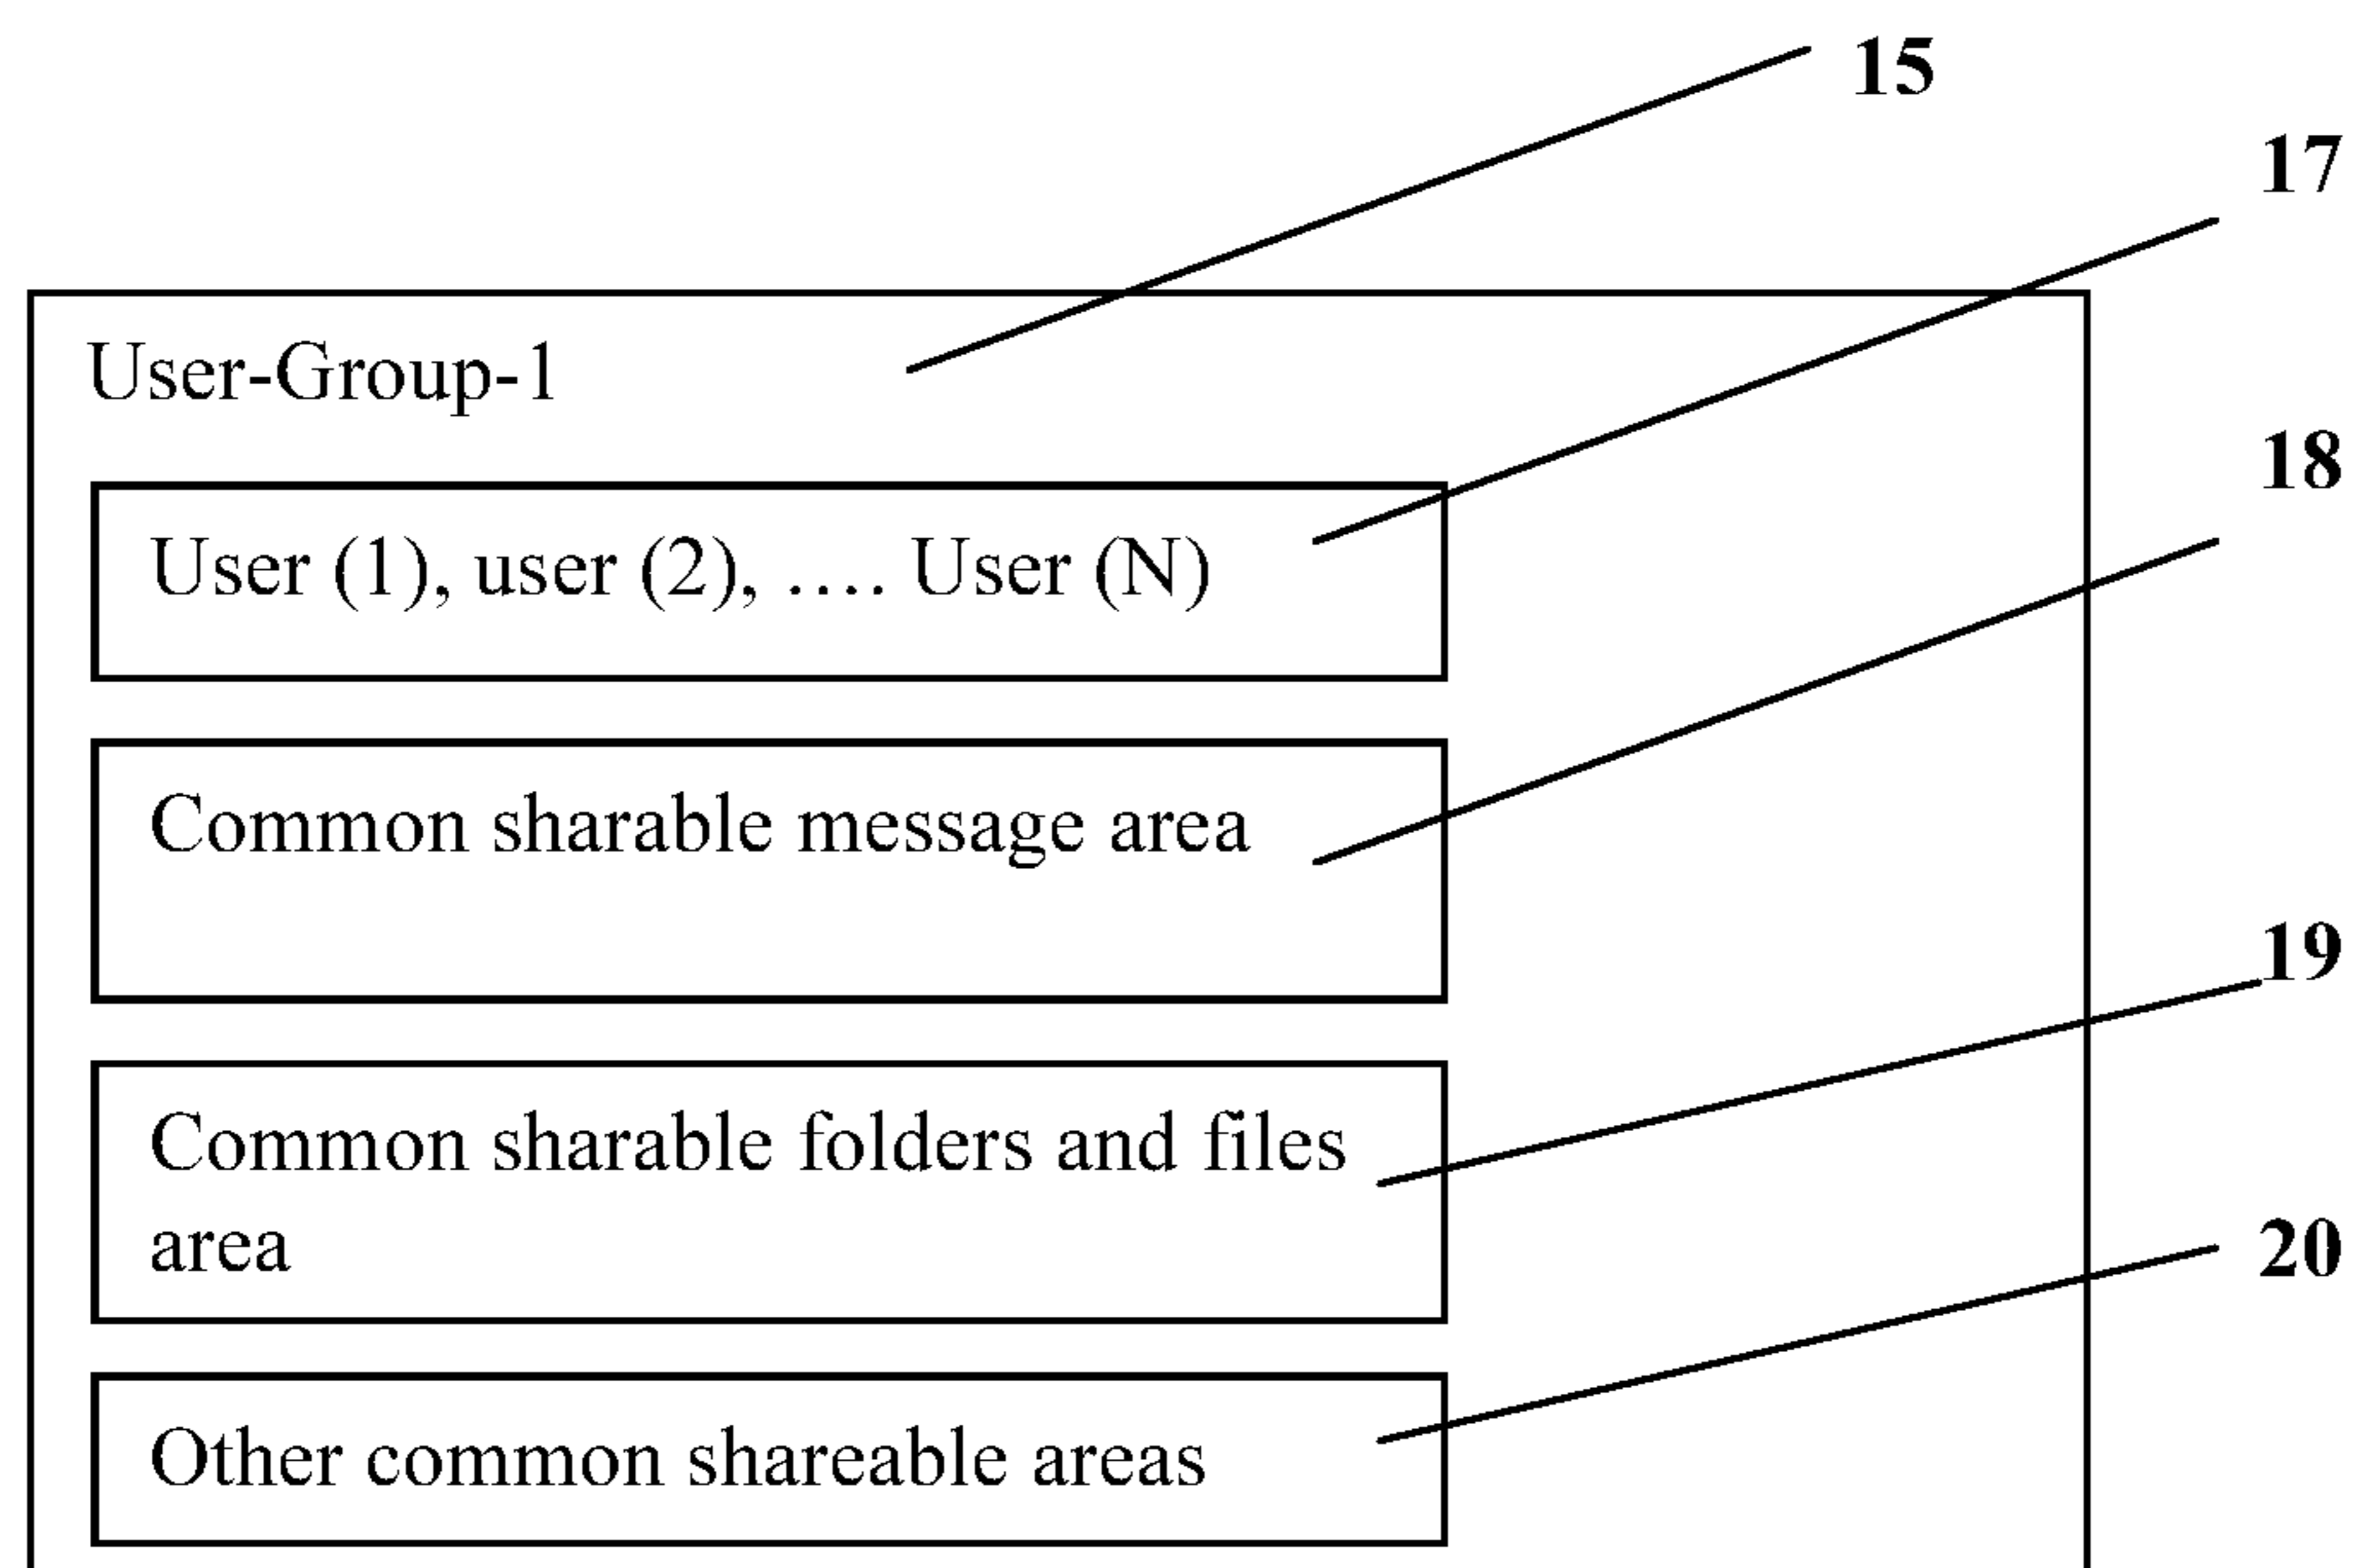 15
17
User-Group-1
18
User (1), user (2), .... User (N)
Common sharable message area
19
Common sharable folders and files
area
20
Other common shareable areas